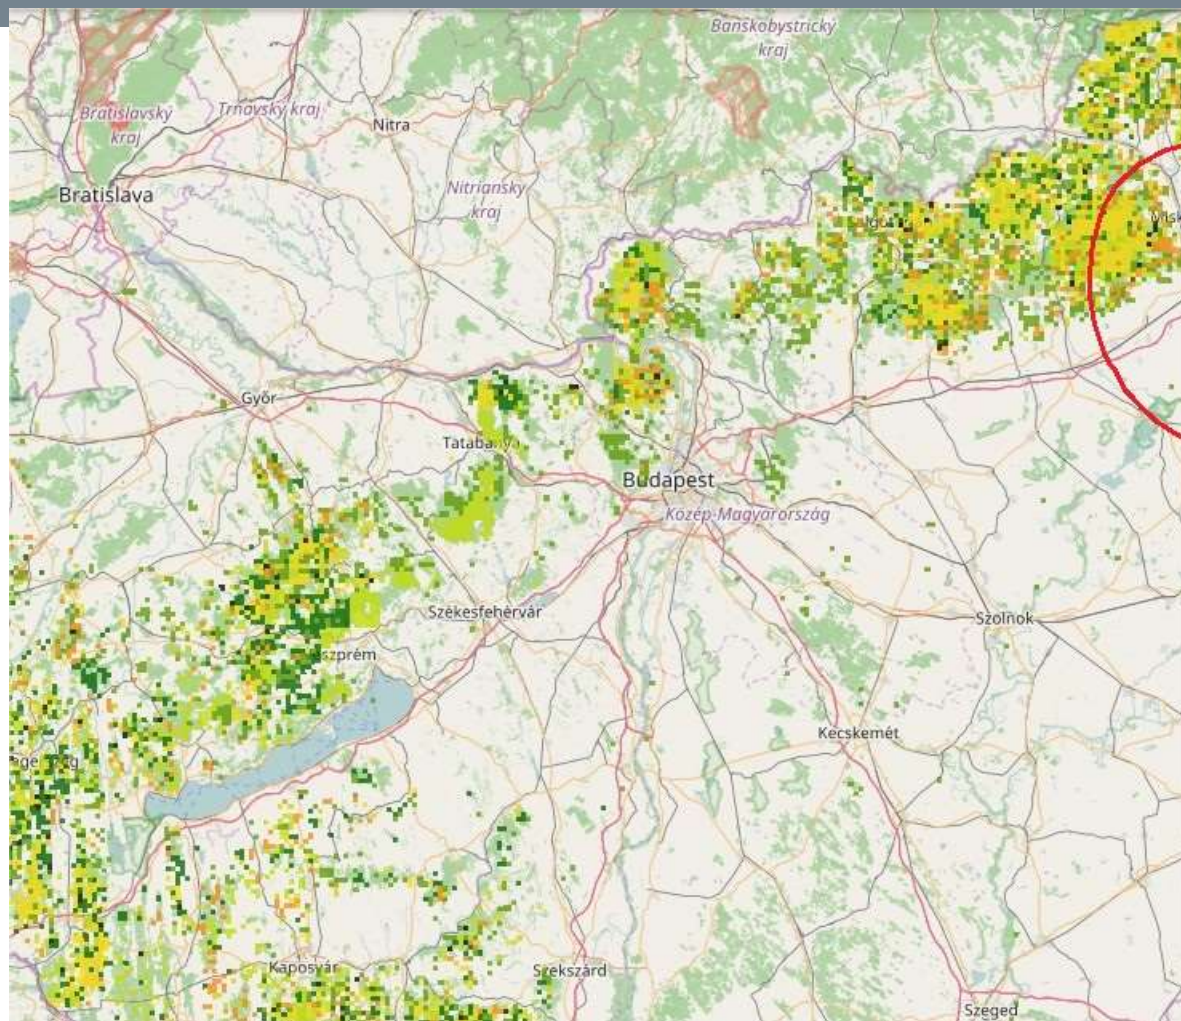 Banskobystrický
kraj
Bratislavský
kraj
Trnavský kraj
Nitra
Bratislava
Nitriansky
kraj
Győr
Budapest
Közép-Magyarország
Székesfehérvár
Szolnok
szprém
Kecskemét
Kaposvár
Szekszárd
Szeged